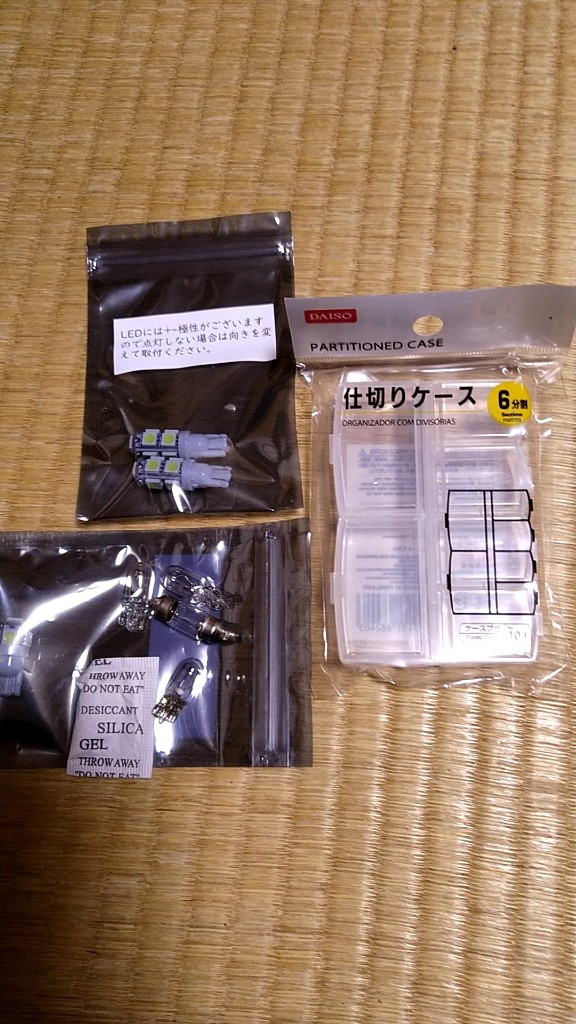 LEDには+-極性がございます
ので点灯しない場合は向きを変
えて取付ください。
DAISO
PARTITIONED CASE
仕切りケース
6分割
Sections
ORGANIZADOR COM DIVISORIAS
GEL
THROW AWAY
"DO NOT EAT"
DESICCANT
SILICA
GEL
THROW AWAY
"DO NOT EAT"